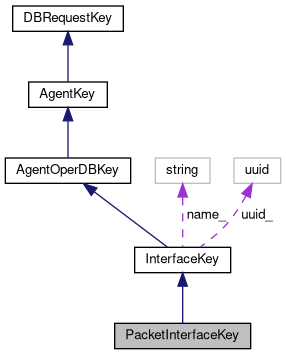 DBRequestKey
AgentKey
AgentOperDBKey
string
uuid
name_
uuid_
InterfaceKey
PacketInterfaceKey